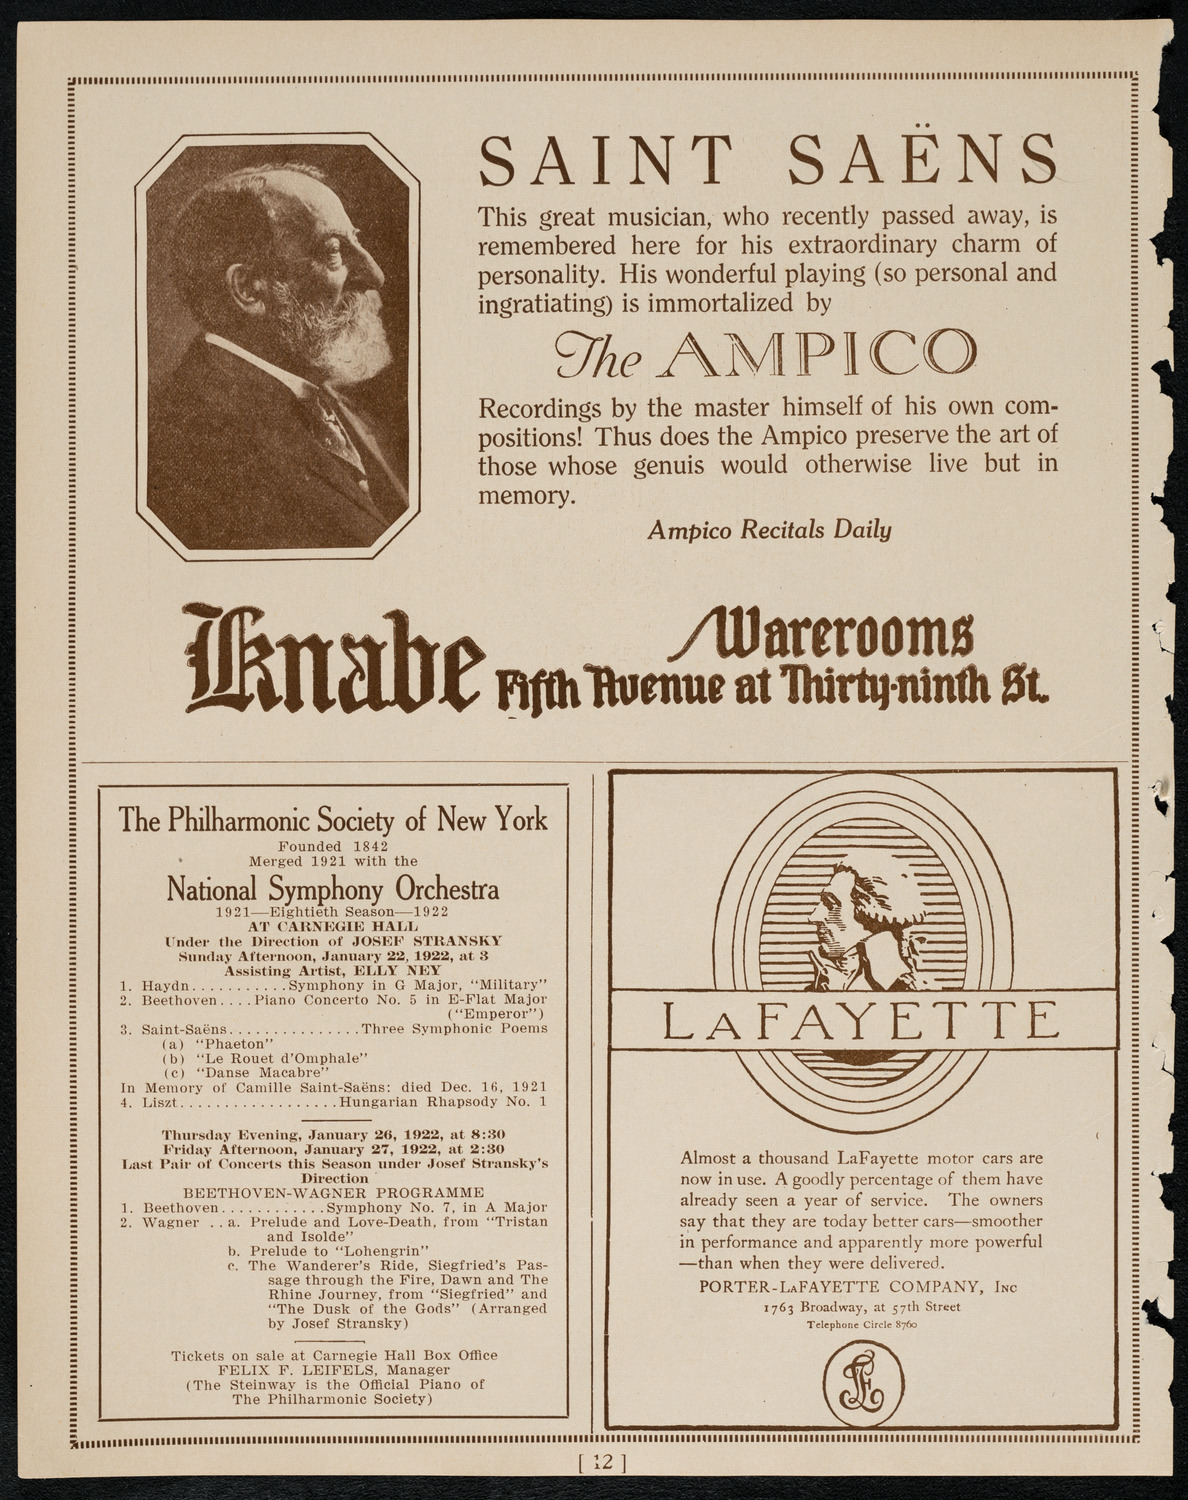 SAINT SAËNS
This great musician, who recently passed away, is
remembered here for his extraordinary charm of
personality. His wonderful playing (so personal and
ingratiating) is immortalized by
The AMPICO
Recordings by the master himself of his own com-
positions! Thus does the Ampico preserve the art of
those whose genuis would otherwise live but in
memory.
Ampico Recitals Daily
Knabe Warerooms
Fifth Avenue at Thirty-ninth St.
The Philharmonic Society of New York
Founded 1842
Merged 1921 with the
National Symphony Orchestra
1921—Eightieth Season—1922
AT CARNEGIE HALL
Under the Direction of JOSEF STRANSKY
Sunday Afternoon, January 22, 1922, at 3
Assisting Artist, ELLY NEY
1. Haydn...........Symphony in G Major, “Military”
2. Beethoven....Piano Concerto No. 5 in E-Flat Major
(“Emperor”)
3. Saint-Saëns...............Three Symphonic Poems
(a) “Phaeton”
(b) “Le Rouet d’Omphale”
(c) “Danse Macabre”
In Memory of Camille Saint-Saëns: died Dec. 16, 1921
4. Liszt..................Hungarian Rhapsody No. 1
Thursday Evening, January 26, 1922, at 8:30
Friday Afternoon, January 27, 1922, at 2:30
Last Pair of Concerts this Season under Josef Stransky’s
Direction
BEETHOVEN-WAGNER PROGRAMME
1. Beethoven............Symphony No. 7, in A Major
2. Wagner ..a. Prelude and Love-Death, from “Tristan
and Isolde”
b. Prelude to “Lohengrin”
c. The Wanderer’s Ride, Siegfried’s Pas-
sage through the Fire, Dawn and The
Rhine Journey, from “Siegfried” and
“The Dusk of the Gods” (Arranged
by Josef Stransky)
Tickets on sale at Carnegie Hall Box Office
FELIX F. LEIFELS, Manager
(The Steinway is the Official Piano of
The Philharmonic Society)
LAFAYETTE
Almost a thousand LaFayette motor cars are
now in use. A goodly percentage of them have
already seen a year of service. The owners
say that they are today better cars—smoother
in performance and apparently more powerful
—than when they were delivered.
PORTER-LAFAYETTE COMPANY, INC
1763 Broadway, at 57th Street
Telephone Circle 8760
[ 12 ]